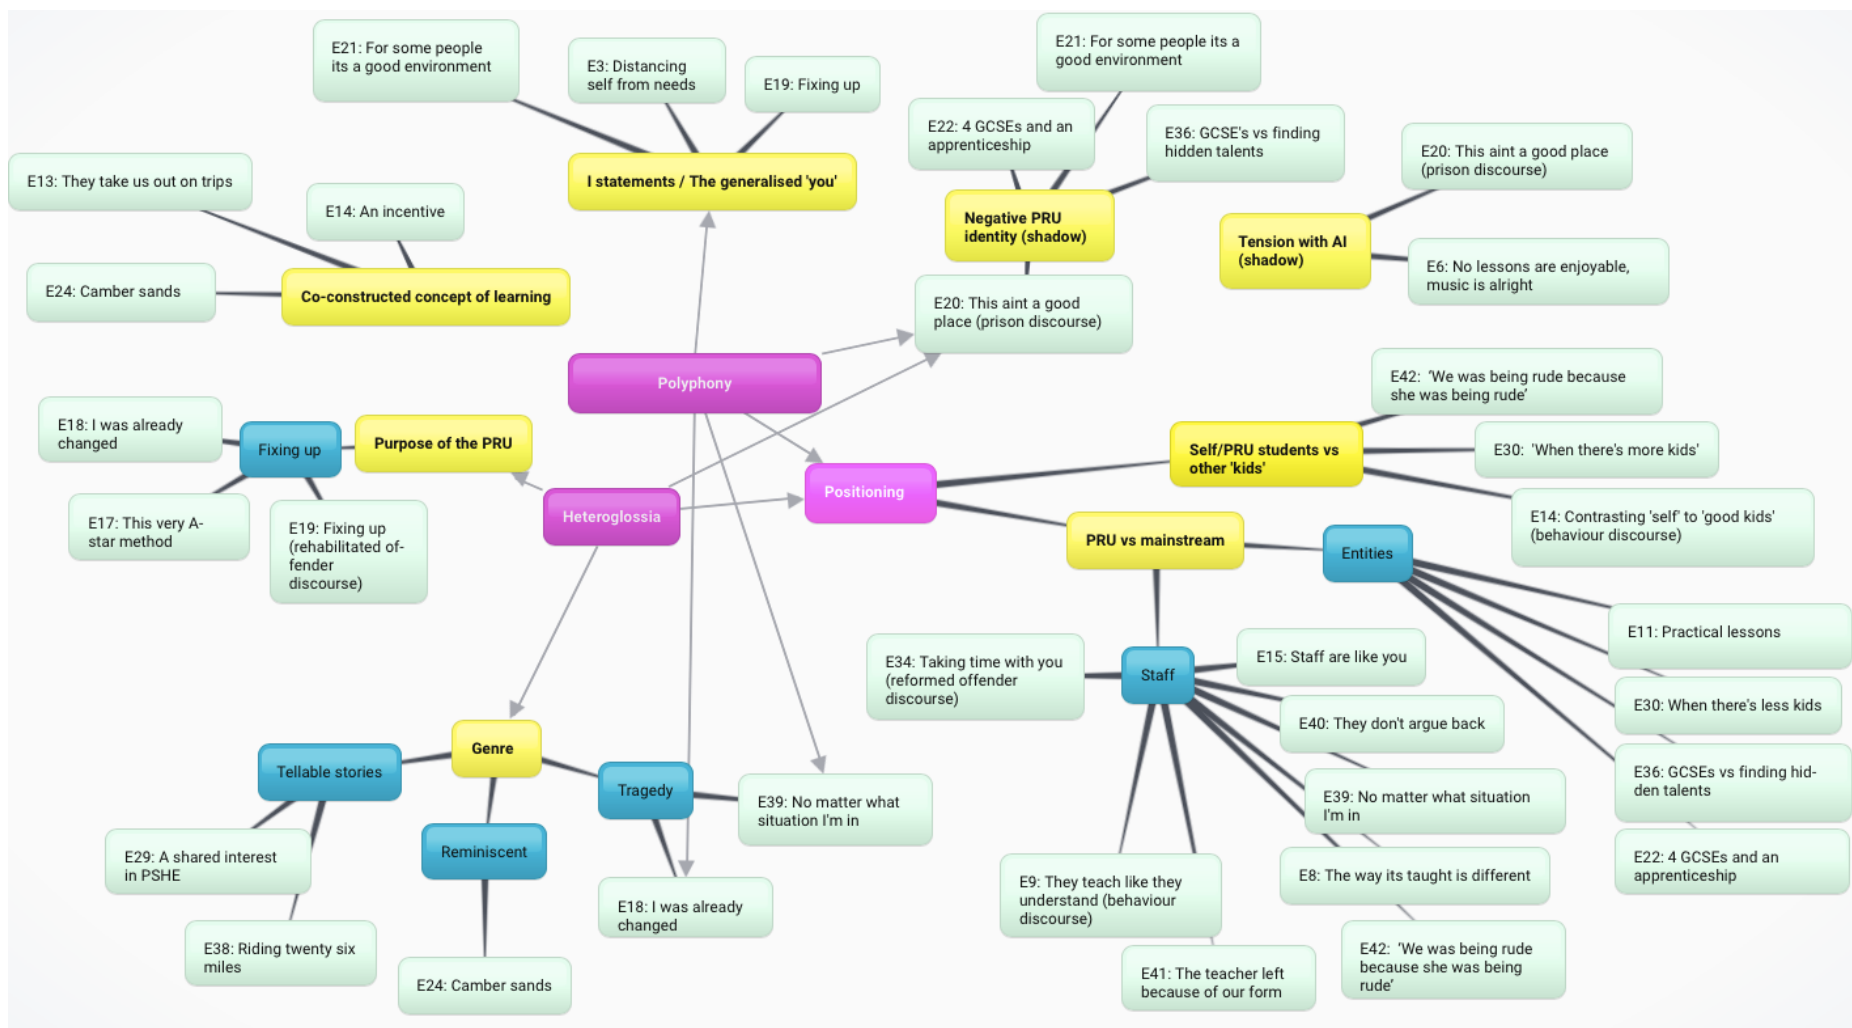 E21: For some people
its a good environment
E3: Distancing
self from needs
E19: Fixing up
E21: For some people its a
good environment
E22: 4 GCSEs and an
apprenticeship
E36: GCSE's vs finding
hidden talents
E20: This aint a good place
(prison discourse)
E13: They take us out on trips
E14: An incentive
I statements / The generalised 'you'
Negative PRU
identity (shadow)
Tension with AI
(shadow)
E6: No lessons are enjoyable,
music is alright
E24: Camber sands
Co-constructed concept of learning
E20: This aint a good
place (prison discourse)
Polyphony
E42: ‘We was being rude because
she was being rude’
E18: I was already
changed
Fixing up
Purpose of the PRU
Self/PRU students vs
other 'kids'
E30: 'When there's more kids'
Positioning
Heteroglossia
E17: This very A-
star method
E19: Fixing up
(rehabilitated of-
fender
discourse)
E14: Contrasting 'self' to 'good kids'
(behaviour discourse)
PRU vs mainstream
Entities
E11: Practical lessons
E34: Taking time with you
(reformed offender
discourse)
Staff
E15: Staff are like you
E30: When there's less kids
E40: They don't argue back
Genre
Tellable stories
Tragedy
E39: No matter what
situation I'm in
E39: No matter what situation
I'm in
E36: GCSEs vs finding hid-
den talents
Reminiscent
E29: A shared interest
in PSHE
E22: 4 GCSEs and an
apprenticeship
E8: The way its taught is different
E9: They teach like they
understand (behaviour
discourse)
E18: I was already
changed
E38: Riding twenty six
miles
E24: Camber sands
E41: The teacher left
because of our form
E42: ‘We was being rude
because she was being
rude’